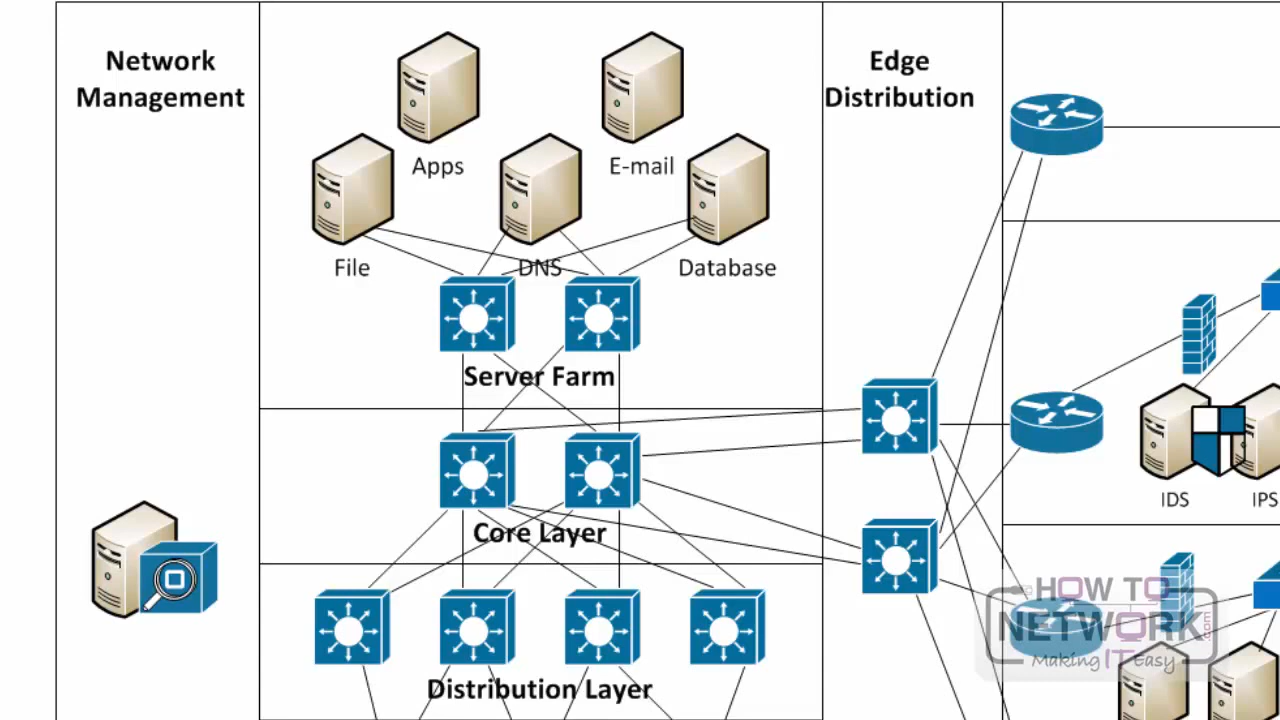 Network
Management
Apps
E-mail
File
DNS
Database
Server Farm
Core Layer
Distribution Layer
Edge
Distribution
IDS
IPS
HOW TO
NETWORK.com
Making IT Easy